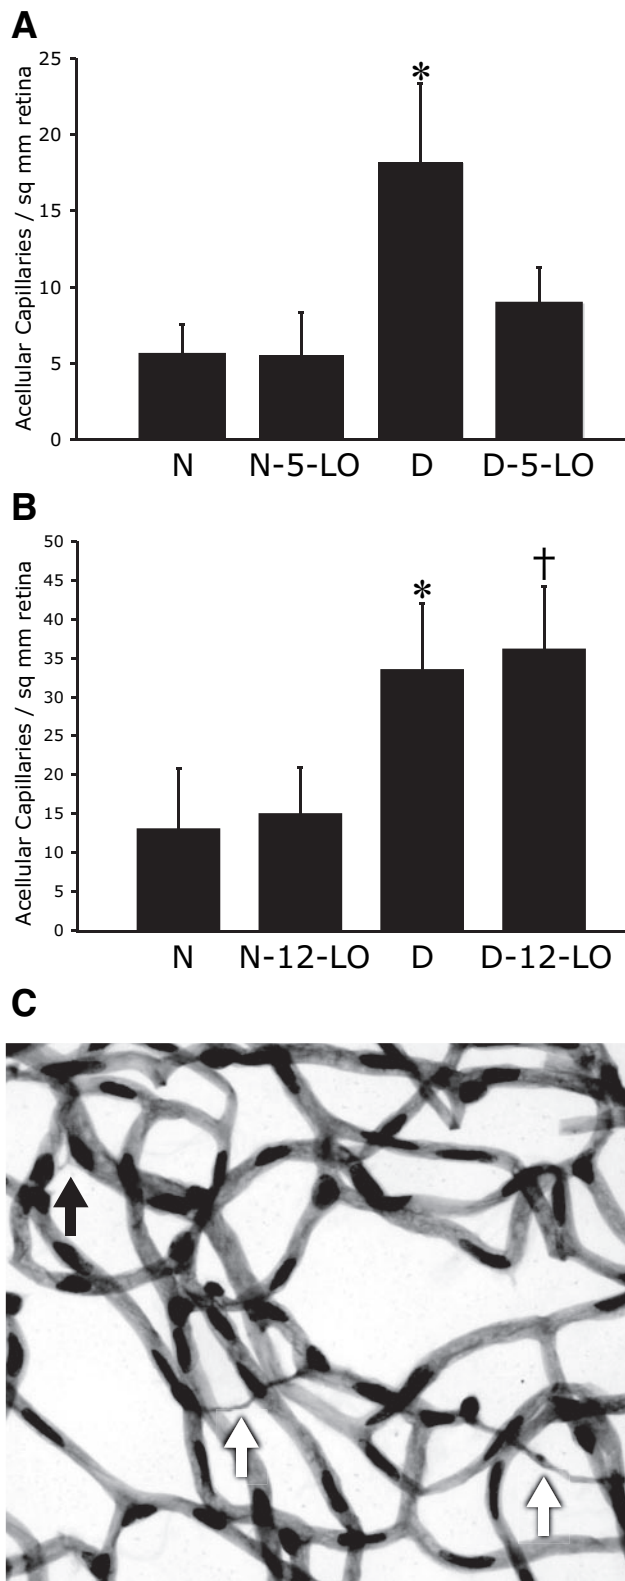 A
Acellular Capillaries / sq mm retina
25
20
15
10
5
0
*
N N-5-LO D D-5-LO
B
Acellular Capillaries / sq mm retina
50
45
40
35
30
25
20
15
10
5
0
*
†
N N-12-LO D D-12-LO
C